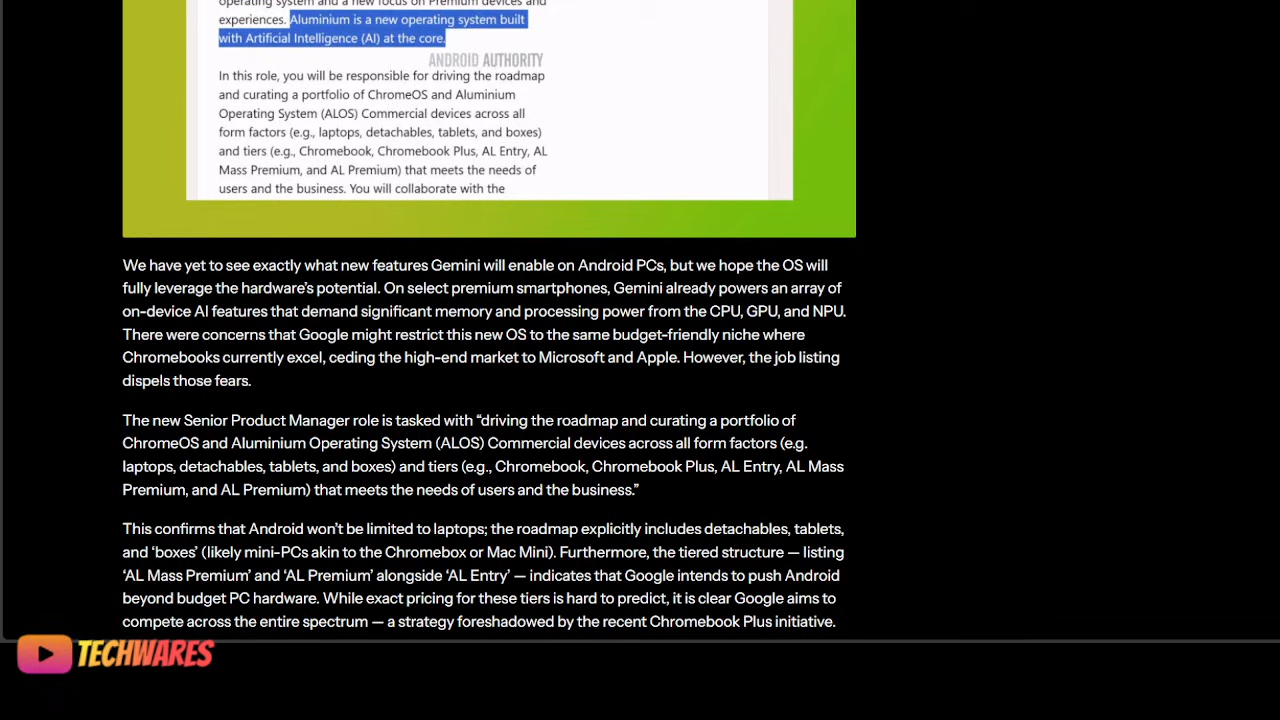 operating system and a new focus on Premium devices and
experiences. Aluminium is a new operating system built
with Artificial Intelligence (AI) at the core.
ANDROID AUTHORITY
In this role, you will be responsible for driving the roadmap
and curating a portfolio of ChromeOS and Aluminium
Operating System (ALOS) Commercial devices across all
form factors (e.g., laptops, detachables, tablets, and boxes)
and tiers (e.g., Chromebook, Chromebook Plus, AL Entry, AL
Mass Premium, and AL Premium) that meets the needs of
users and the business. You will collaborate with the
We have yet to see exactly what new features Gemini will enable on Android PCs, but we hope the OS will
fully leverage the hardware’s potential. On select premium smartphones, Gemini already powers an array of
on-device AI features that demand significant memory and processing power from the CPU, GPU, and NPU.
There were concerns that Google might restrict this new OS to the same budget-friendly niche where
Chromebooks currently excel, ceding the high-end market to Microsoft and Apple. However, the job listing
dispels those fears.
The new Senior Product Manager role is tasked with “driving the roadmap and curating a portfolio of
ChromeOS and Aluminium Operating System (ALOS) Commercial devices across all form factors (e.g.
laptops, detachables, tablets, and boxes) and tiers (e.g., Chromebook, Chromebook Plus, AL Entry, AL Mass
Premium, and AL Premium) that meets the needs of users and the business.”
This confirms that Android won’t be limited to laptops; the roadmap explicitly includes detachables, tablets,
and ‘boxes’ (likely mini-PCs akin to the Chromebox or Mac Mini). Furthermore, the tiered structure — listing
‘AL Mass Premium’ and ‘AL Premium’ alongside ‘AL Entry’ — indicates that Google intends to push Android
beyond budget PC hardware. While exact pricing for these tiers is hard to predict, it is clear Google aims to
compete across the entire spectrum — a strategy foreshadowed by the recent Chromebook Plus initiative.
TECHWARES